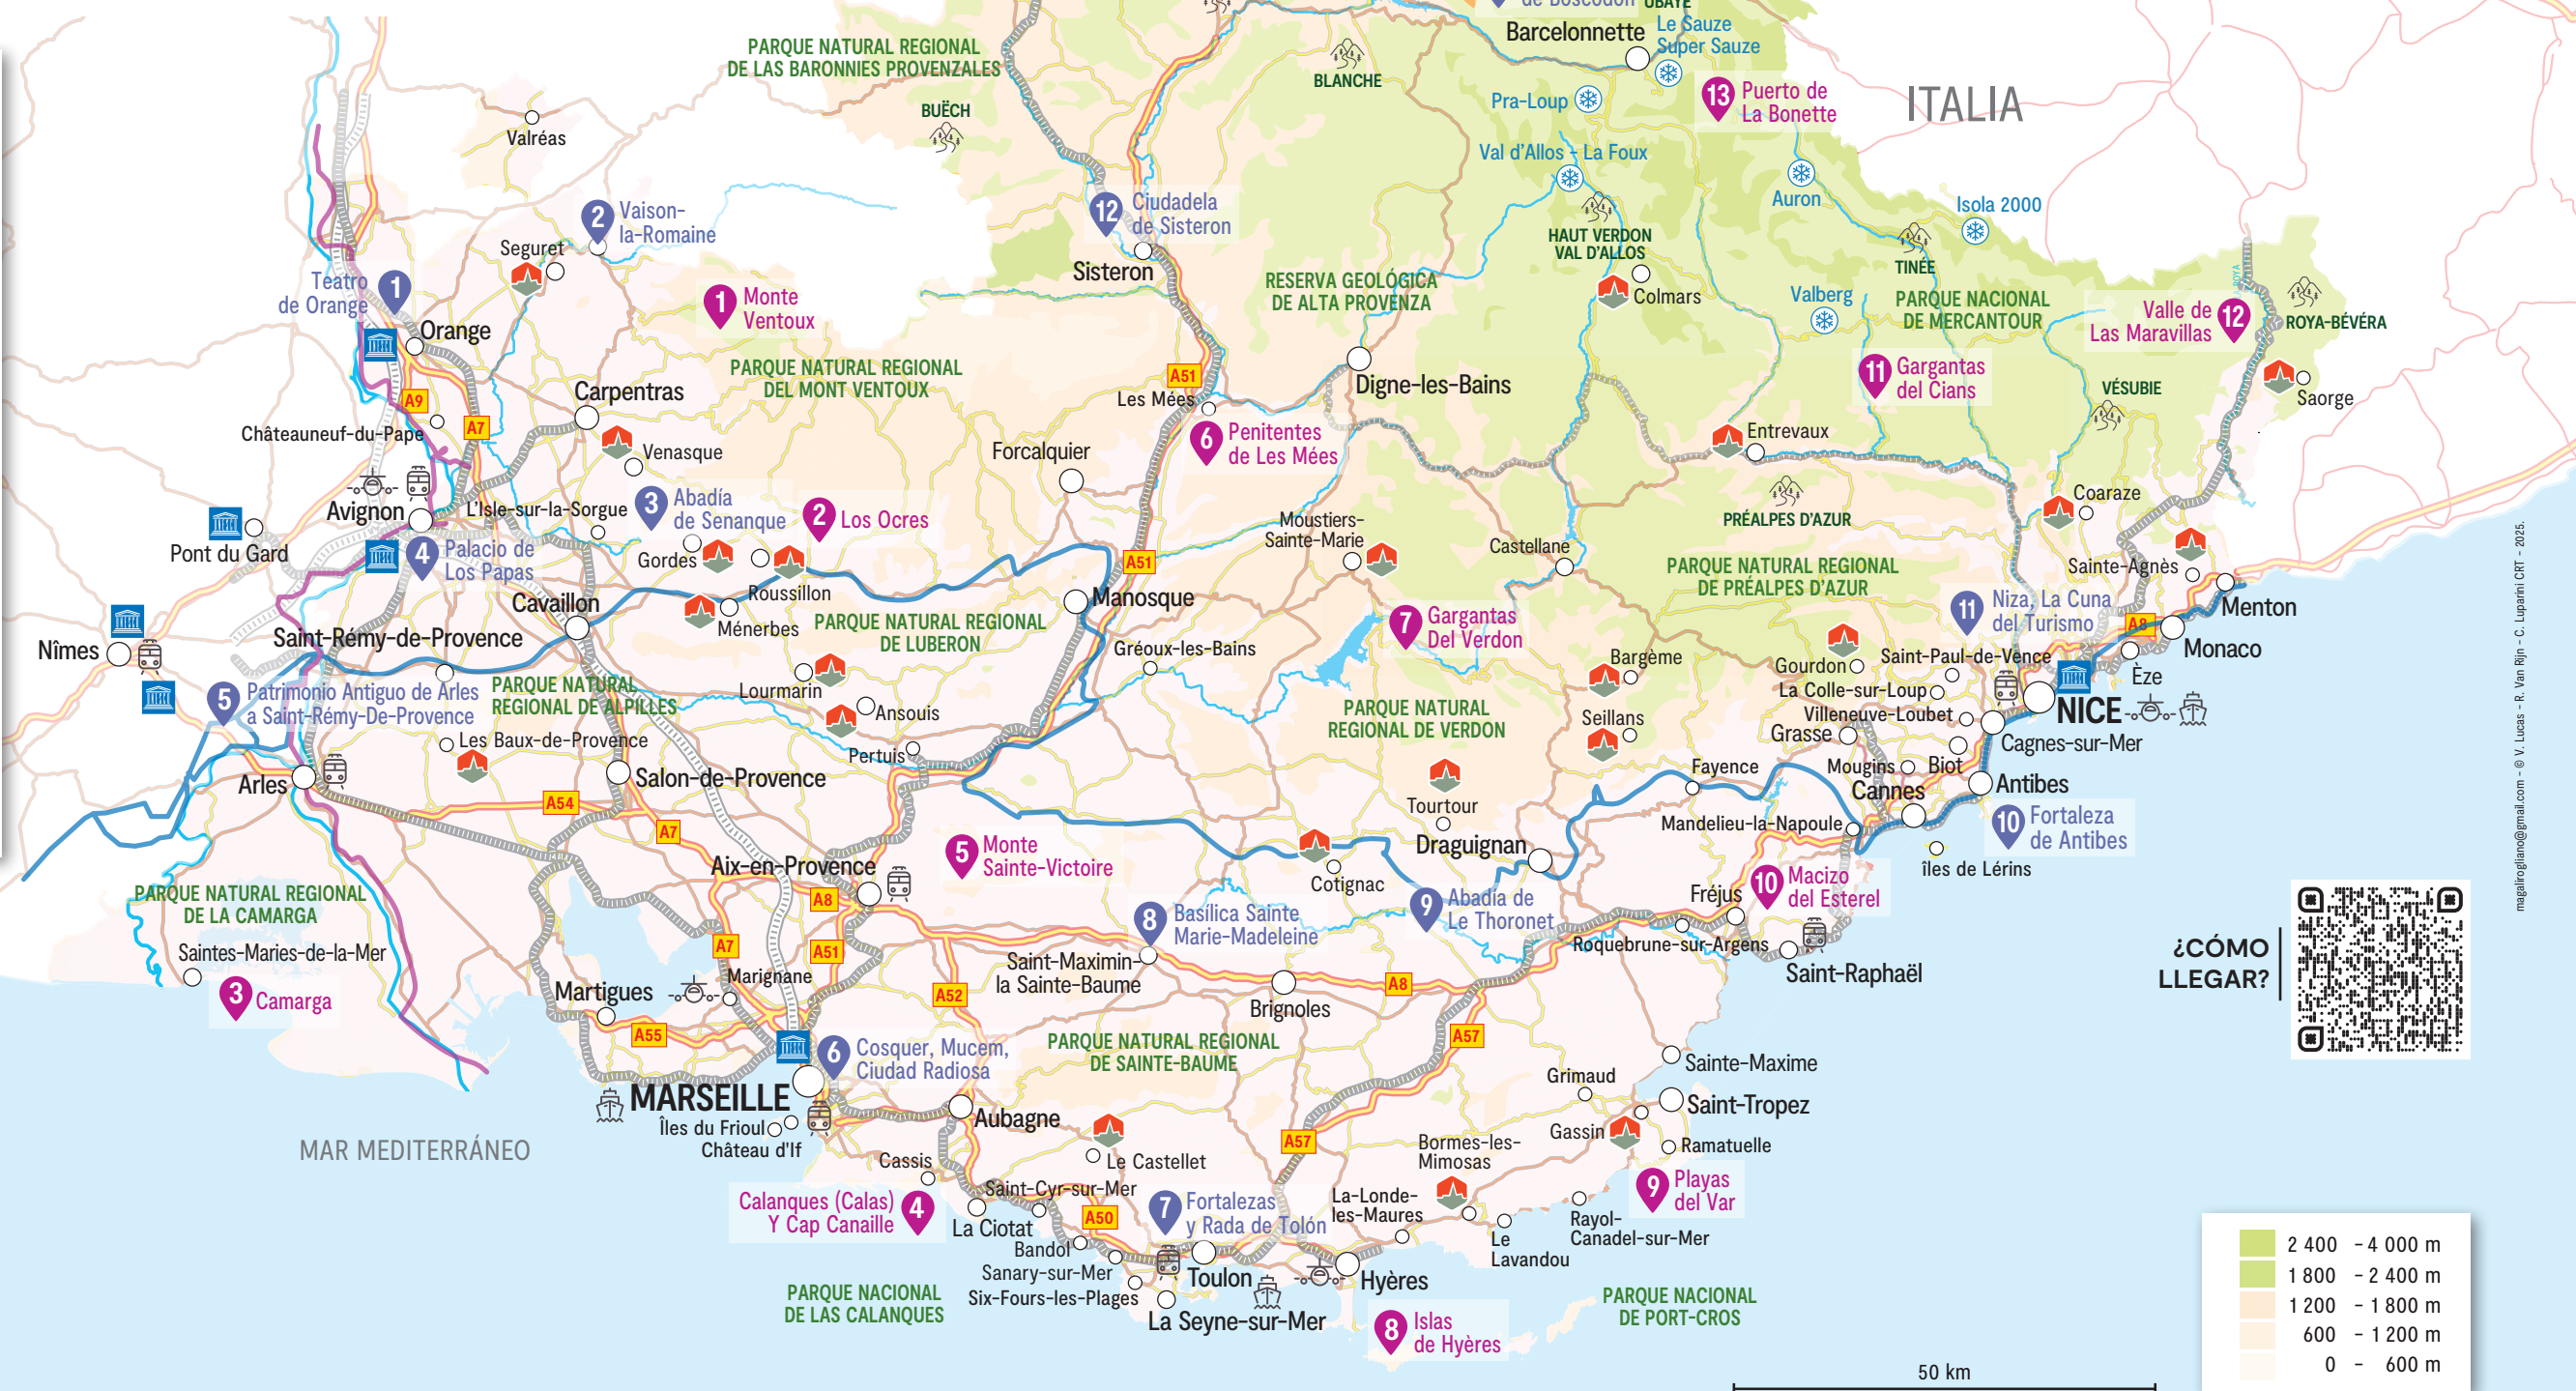 de Boscodon
UBAYE
Barcelonnette
Le Sauze
Super Sauze
PARQUE NATURAL REGIONAL
DE LAS BARONNIES PROVENZALES
BLANCHE
BUËCH
Pra-Loup
13
Puerto de
La Bonette
ITALIA
Valréas
Val d'Allos - La Foux
Auron
Isola 2000
2
Vaison-
la-Romaine
12
Ciudadela
de Sisteron
Seguret
Sisteron
HAUT VERDON
VAL D'ALLOS
TINÉE
Teatro
de Orange
1
1
Monte
Ventoux
RESERVA GEOLÓGICA
DE ALTA PROVENZA
Colmars
Valberg
PARQUE NACIONAL
DE MERCANTOUR
Valle de
Las Maravillas
12
LA ROYA
ROYA-BÉVÉRA
Orange
PARQUE NATURAL REGIONAL
DEL MONT VENTOUX
A51
Les Mées
Digne-les-Bains
11
Gargantas
del Cians
VÉSUBIE
Saorge
Carpentras
A9
A7
Châteauneuf-du-Pape
Venasque
Forcalquier
6
Penitentes
de Les Mées
Entrevaux
Avignon
L'Isle-sur-la-Sorgue
3
Abadía
de Senanque
2
Los Ocres
Moustiers-
Sainte-Marie
Castellane
PRÉALPES D'AZUR
Coaraze
Pont du Gard
4
Palacio de
Los Papas
Gordes
Roussillon
A51
PARQUE NATURAL REGIONAL
DE PRÉALPES D'AZUR
Sainte-Agnès
Menton
Cavaillon
Ménerbes
PARQUE NATURAL REGIONAL
DE LUBERON
Manosque
7
Gargantas
Del Verdon
11
Niza, La Cuna
del Turismo
A8
Monaco
Nîmes
Saint-Rémy-de-Provence
Gréoux-les-Bains
Bargème
Gourdon
Saint-Paul-de-Vence
Èze
5
Patrimonio Antiguo de Arles
a Saint-Rémy-De-Provence
PARQUE NATURAL
REGIONAL DE ALPILLES
Lourmarin
Ansouis
PARQUE NATURAL
REGIONAL DE VERDON
Seillans
La Colle-sur-Loup
Villeneuve-Loubet
NICE
Grasse
Cagnes-sur-Mer
Les Baux-de-Provence
Pertuis
Arles
Salon-de-Provence
Tourtour
Fayence
Mougins
Biot
Antibes
Cannes
A54
A7
Mandelieu-la-Napoule
10
Fortaleza
de Antibes
Aix-en-Provence
5
Monte
Sainte-Victoire
Draguignan
îles de Lérins
Cotignac
PARQUE NATURAL REGIONAL
DE LA CAMARGA
A8
8
Basílica Sainte
Marie-Madeleine
9
Abadía de
Le Thoronet
Fréjus
10
Macizo
del Esterel
Roquebrune-sur-Argens
Saint-Raphaël
Saintes-Maries-de-la-Mer
3
Camarga
A7
A51
Marignane
Martigues
A52
Saint-Maximin-
la Sainte-Baume
Brignoles
A8
¿CÓMO
LLEGAR?
A55
6
Cosquer, Mucem,
Ciudad Radiosa
PARQUE NATURAL REGIONAL
DE SAINTE-BAUME
A57
Sainte-Maxime
Grimaud
MARSEILLE
Saint-Tropez
Îles du Frioul
Château d'If
Aubagne
MAR MEDITERRÁNEO
A57
Gassin
Ramatuelle
Bormes-les-
Mimosas
Cassis
Le Castellet
9
Playas
del Var
Calanques (Calas)
Y Cap Canaille
4
Saint-Cyr-sur-Mer
La Ciotat
A50
7
Fortalezas
y Rada de Tolón
La-Londe-
les-Maures
Le
Lavandou
Rayol-
Canadel-sur-Mer
Bandol
Sanary-sur-Mer
Six-Fours-les-Plages
Toulon
Hyères
La Seyne-sur-Mer
PARQUE NACIONAL
DE LAS CALANQUES
8
Islas
de Hyères
PARQUE NACIONAL
DE PORT-CROS
50 km
2 400 - 4 000 m
1 800 - 2 400 m
1 200 - 1 800 m
600 - 1 200 m
0 - 600 m
magalirogliano@gmail.com - © V. Lucas - R. Van Rijn - C. Luparini CRT - 2025.